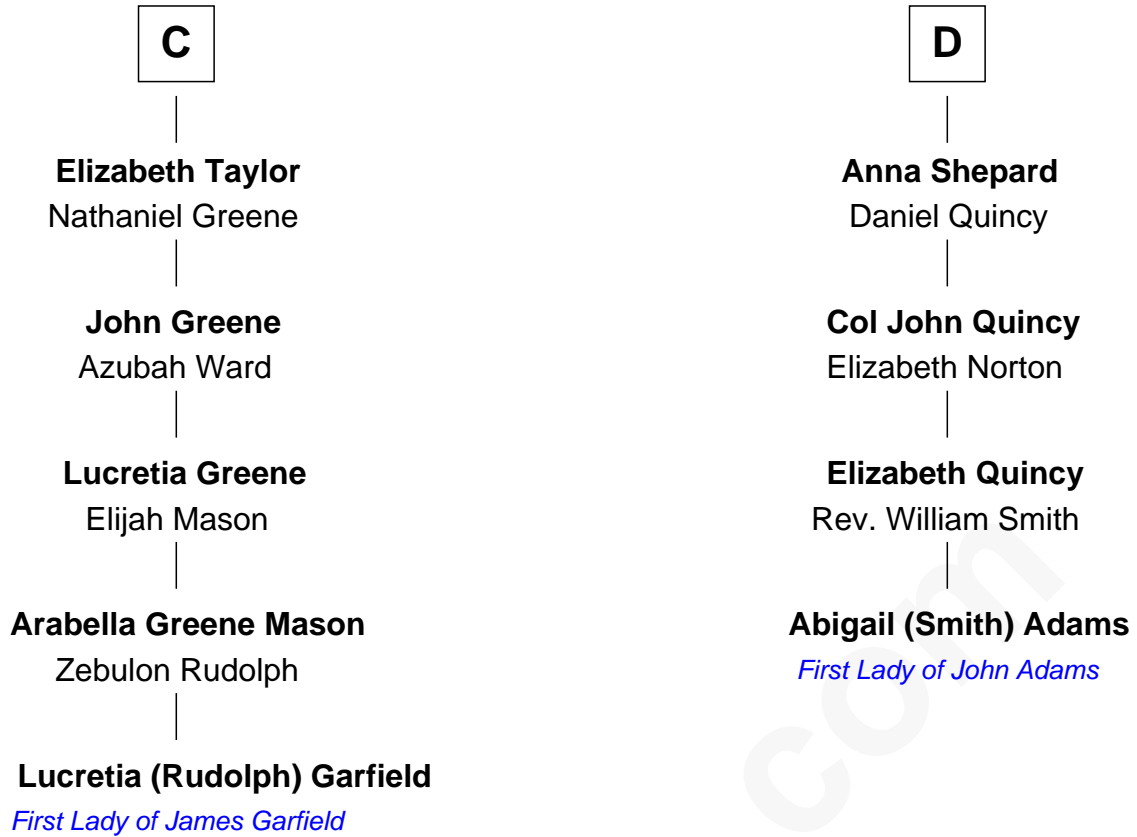 C
Elizabeth Taylor
Nathaniel Greene
John Greene
Azubah Ward
Lucretia Greene
Elijah Mason
Arabella Greene Mason
Zebulon Rudolph
Lucretia (Rudolph) Garfield
First Lady of James Garfield
D
Anna Shepard
Daniel Quincy
Col John Quincy
Elizabeth Norton
Elizabeth Quincy
Rev. William Smith
Abigail (Smith) Adams
First Lady of John Adams
com